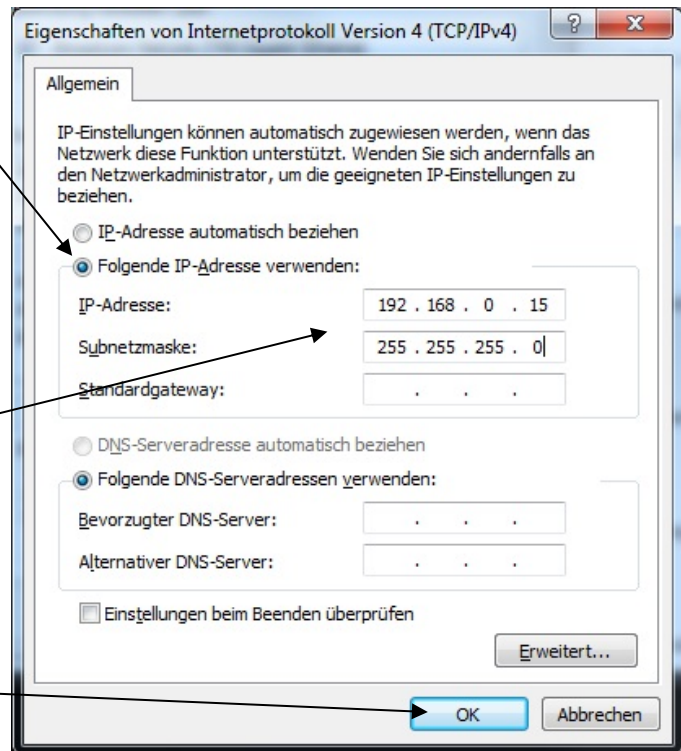 Eigenschaften von Internetprotokoll Version 4 (TCP/IPv4)
?
X
Allgemein
IP-Einstellungen können automatisch zugewiesen werden, wenn das
Netzwerk diese Funktion unterstützt. Wenden Sie sich andernfalls an
den Netzwerkadministrator, um die geeigneten IP-Einstellungen zu
beziehen.
IP-Adresse automatisch beziehen
Folgende IP-Adresse verwenden:
IP-Adresse: 192 . 168 . 0 . 15
Subnetzmaske: 255 . 255 . 255 . 0
Standardgateway: . . .
DNS-Serveradresse automatisch beziehen
Folgende DNS-Serveradressen verwenden:
Bevorzugter DNS-Server: . . .
Alternativer DNS-Server: . . .
Einstellungen beim Beenden überprüfen
Erweitert...
OK Abbrechen